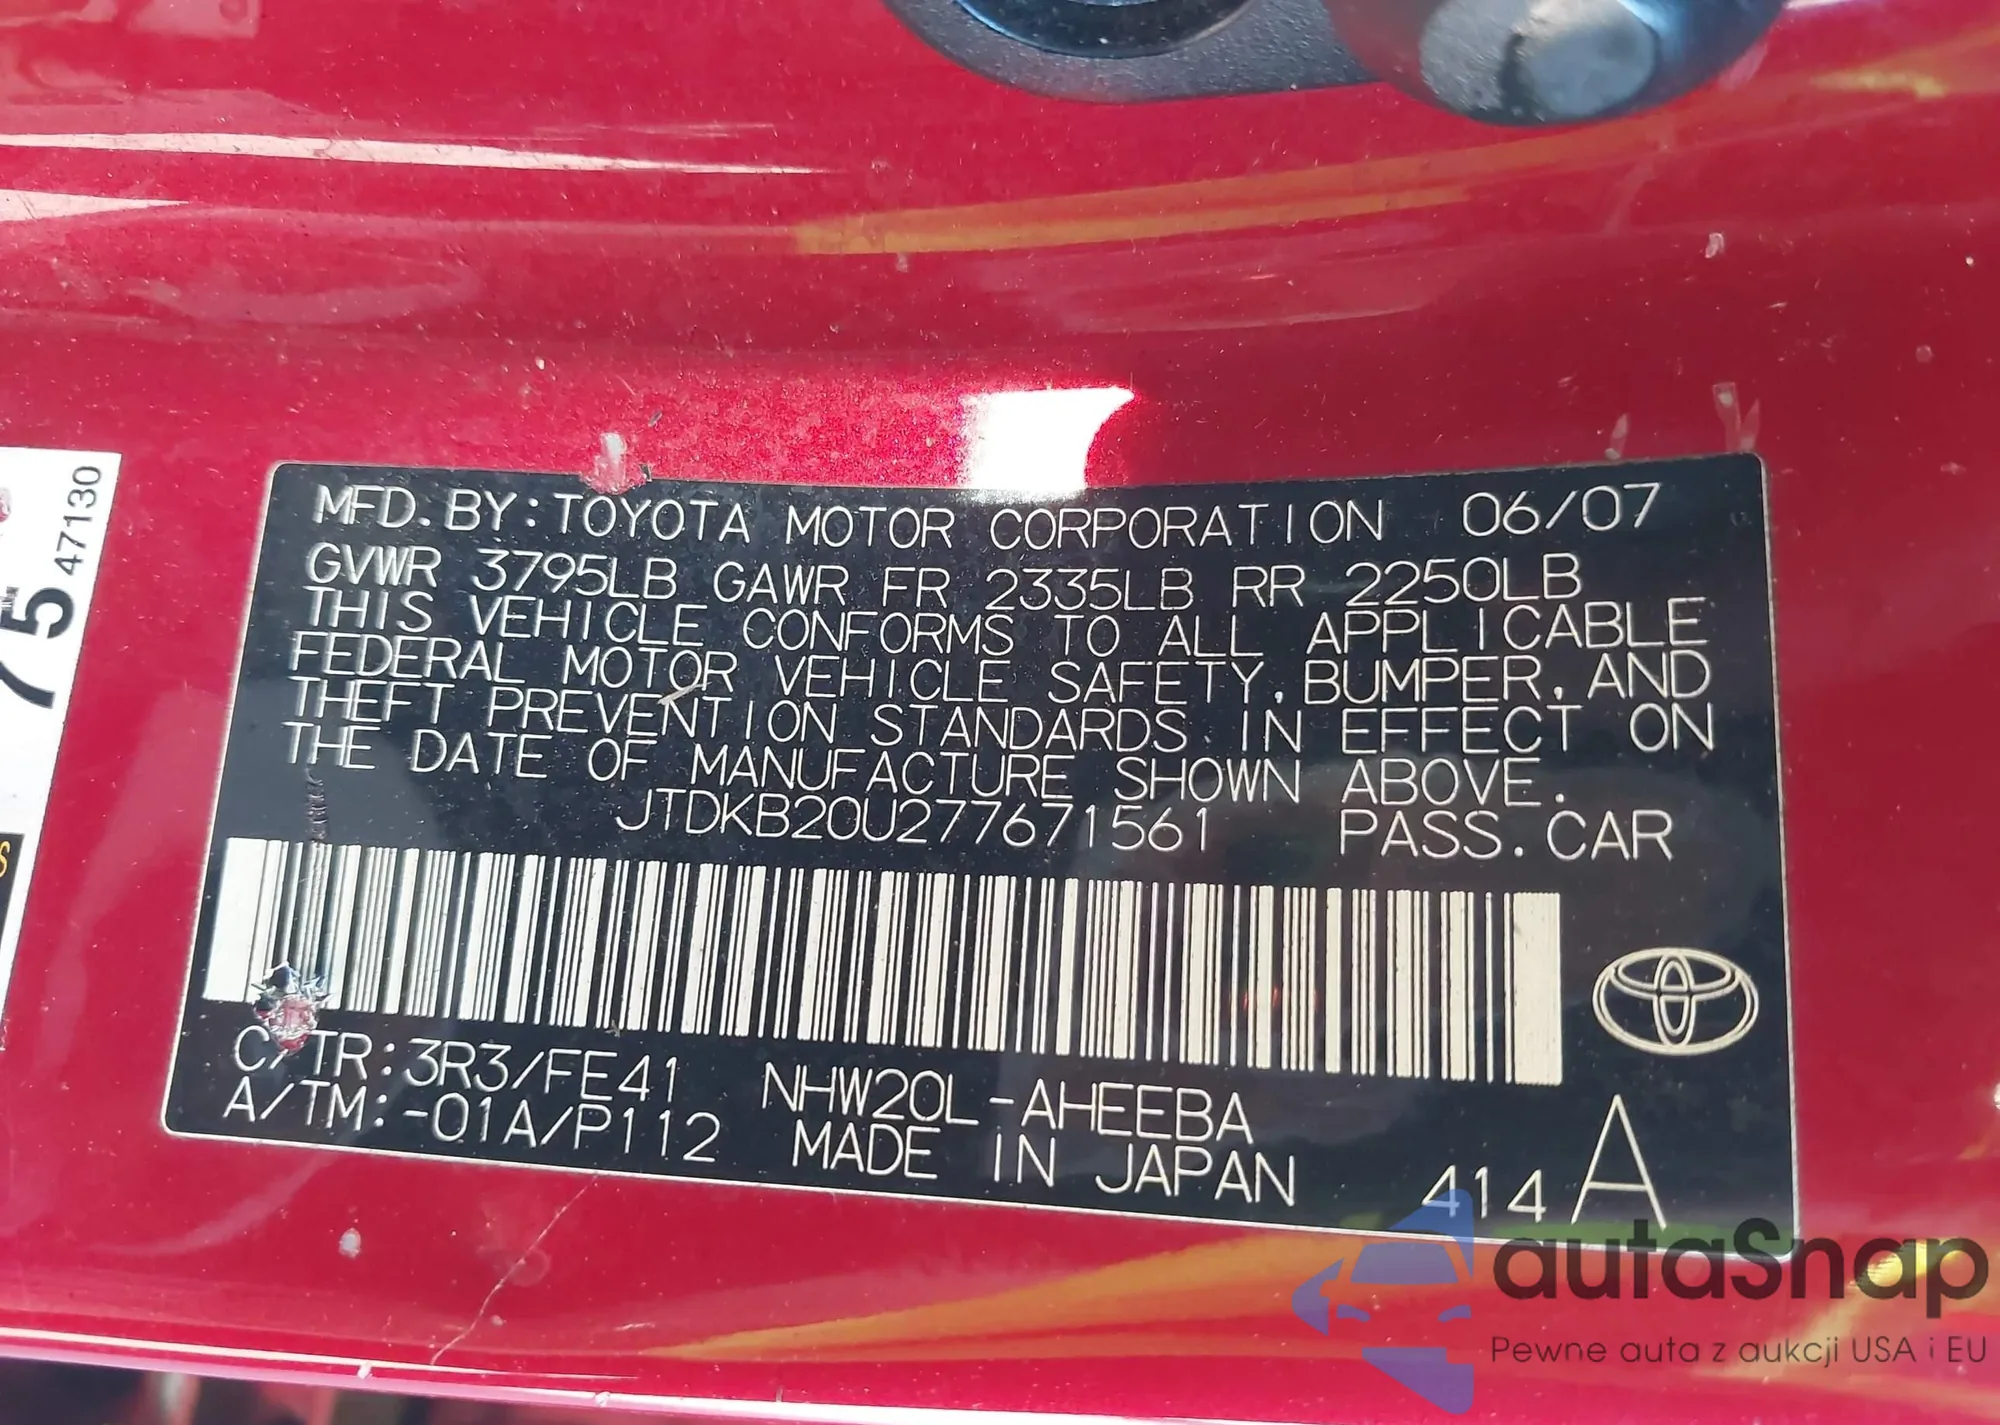 MFD. BY: TOYOTA MOTOR CORPORATION 06/07
GVWR 3795LB GAWR FR 2335LB RR 2250LB
THIS VEHICLE CONFORMS TO ALL APPLICABLE
FEDERAL MOTOR VEHICLE SAFETY, BUMPER, AND
THEFT PREVENTION STANDARDS IN EFFECT ON
THE DATE OF MANUFACTURE SHOWN ABOVE.
JTDKB20U277671561 PASS. CAR
C/TR: 3R3/FE41 NHW20L-AHEEBA
A/TM: -01A/P112 MADE IN JAPAN 414 A
75
47130
S
autaSnap
Pewne auta z aukcji USA i EU